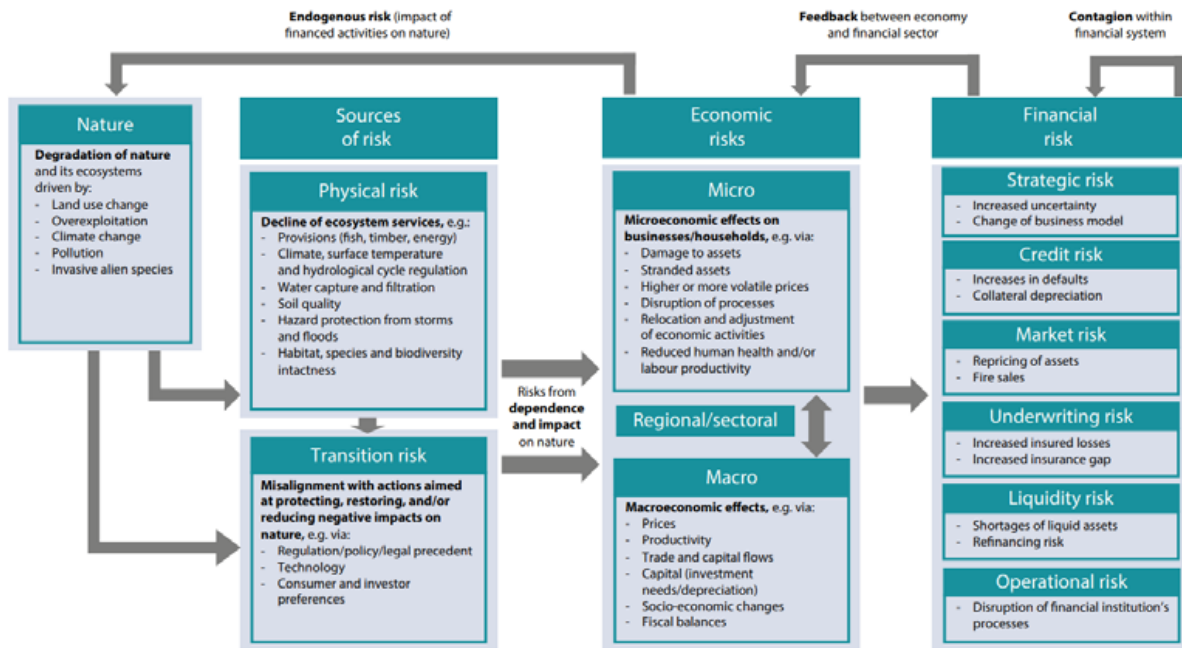 Endogenous risk (impact of
financed activities on nature)
Feedback between economy
and financial sector
Contagion within
financial system
Nature
Degradation of nature
and its ecosystems
driven by:
- Land use change
- Overexploitation
- Climate change
- Pollution
- Invasive alien species
Sources
of risk
Physical risk
Decline of ecosystem services, e.g.:
- Provisions (fish, timber, energy)
- Climate, surface temperature
and hydrological cycle regulation
- Water capture and filtration
- Soil quality
- Hazard protection from storms
and floods
- Habitat, species and biodiversity
intactness
Transition risk
Misalignment with actions aimed
at protecting, restoring, and/or
reducing negative impacts on
nature, e.g. via:
- Regulation/policy/legal precedent
- Technology
- Consumer and investor
preferences
Risks from
dependence
and impact
on nature
Economic
risks
Micro
Microeconomic effects on
businesses/households, e.g. via:
- Damage to assets
- Stranded assets
- Higher or more volatile prices
- Disruption of processes
- Relocation and adjustment
of economic activities
- Reduced human health and/or
labour productivity
Regional/sectoral
Macro
Macroeconomic effects, e.g. via:
- Prices
- Productivity
- Trade and capital flows
- Capital (investment
needs/depreciation)
- Socio-economic changes
- Fiscal balances
Financial
risk
Strategic risk
- Increased uncertainty
- Change of business model
Credit risk
- Increases in defaults
- Collateral depreciation
Market risk
- Repricing of assets
- Fire sales
Underwriting risk
- Increased insured losses
- Increased insurance gap
Liquidity risk
- Shortages of liquid assets
- Refinancing risk
Operational risk
- Disruption of financial institution's
processes